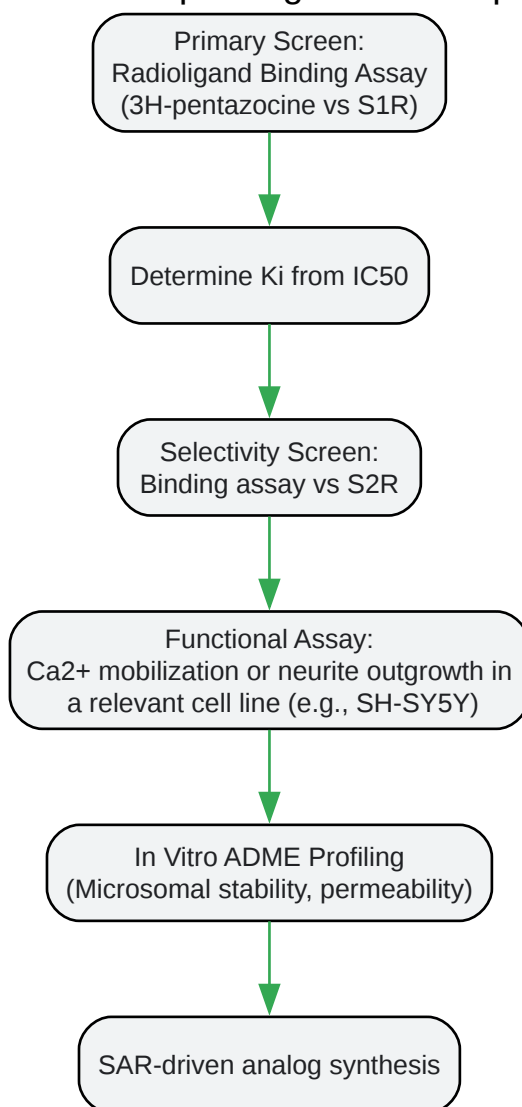 Primary Screen:
Radioligand Binding Assay
(3H-pentazocine vs S1R)
Determine Ki from IC50
Selectivity Screen:
Binding assay vs S2R
Functional Assay:
Ca2+ mobilization or neurite outgrowth in
a relevant cell line (e.g., SH-SY5Y)
In Vitro ADME Profiling
(Microsomal stability, permeability)
SAR-driven analog synthesis